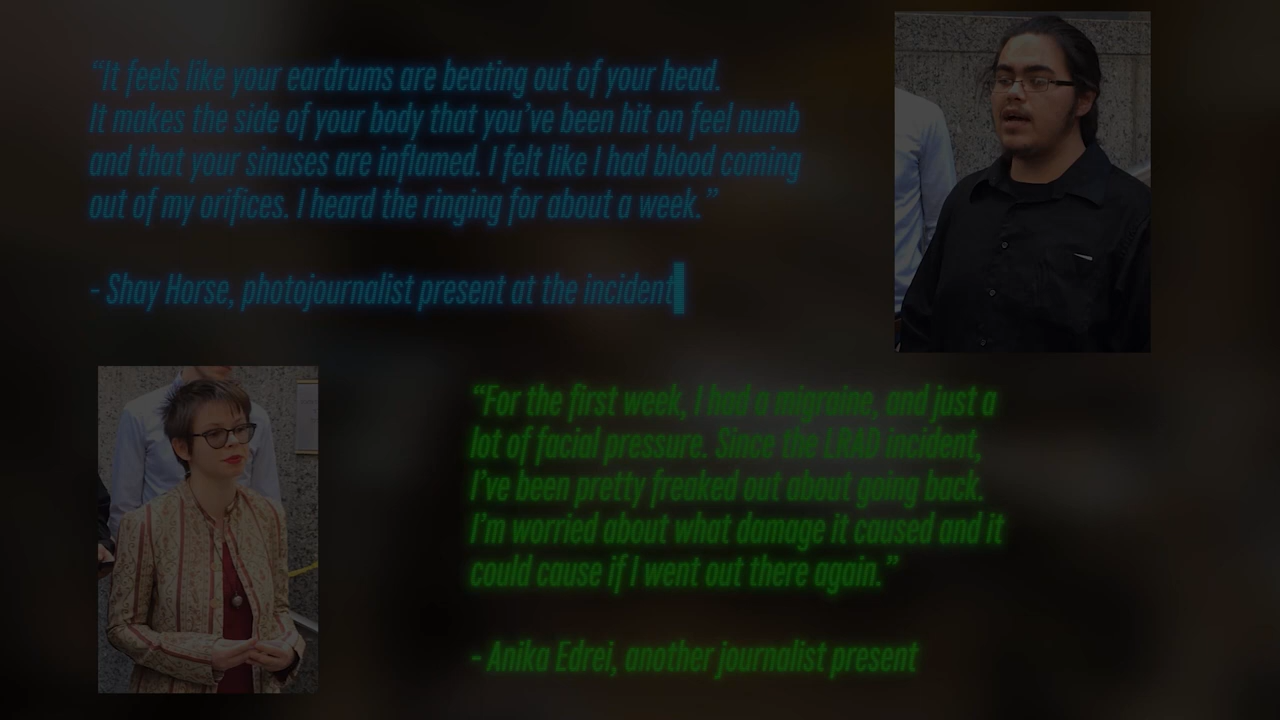 “It feels like your eardrums are beating out of your head.
It makes the side of your body that you’ve been hit on feel numb
and that your sinuses are inflamed. I felt like I had blood coming
out of my orifices. I heard the ringing for about a week.”
- Shay Horse, photojournalist present at the incident
“For the first week, I had a migraine, and just a
lot of facial pressure. Since the LRAD incident,
I’ve been pretty freaked out about going back.
I’m worried about what damage it caused and it
could cause if I went out there again.”
- Anika Edrei, another journalist present